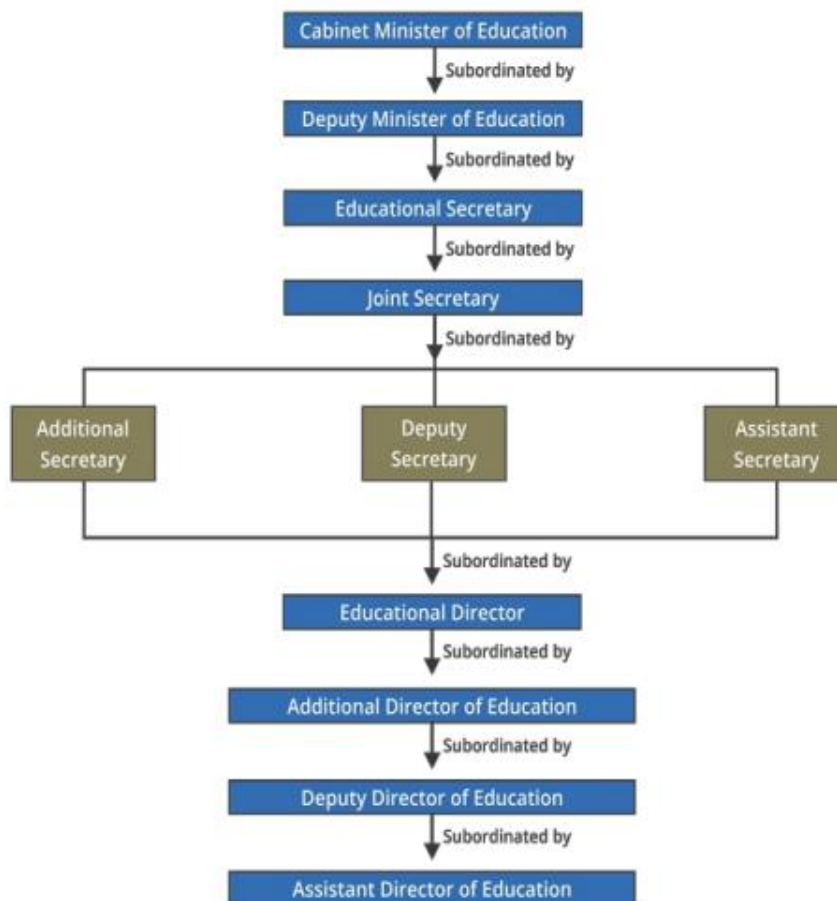 Cabinet Minister of Education
Subordinated by
Deputy Minister of Education
Subordinated by
Educational Secretary
Subordinated by
Joint Secretary
Subordinated by
Additional
Secretary
Deputy
Secretary
Assistant
Secretary
Subordinated by
Educational Director
Subordinated by
Additional Director of Education
Subordinated by
Deputy Director of Education
Subordinated by
Assistant Director of Education